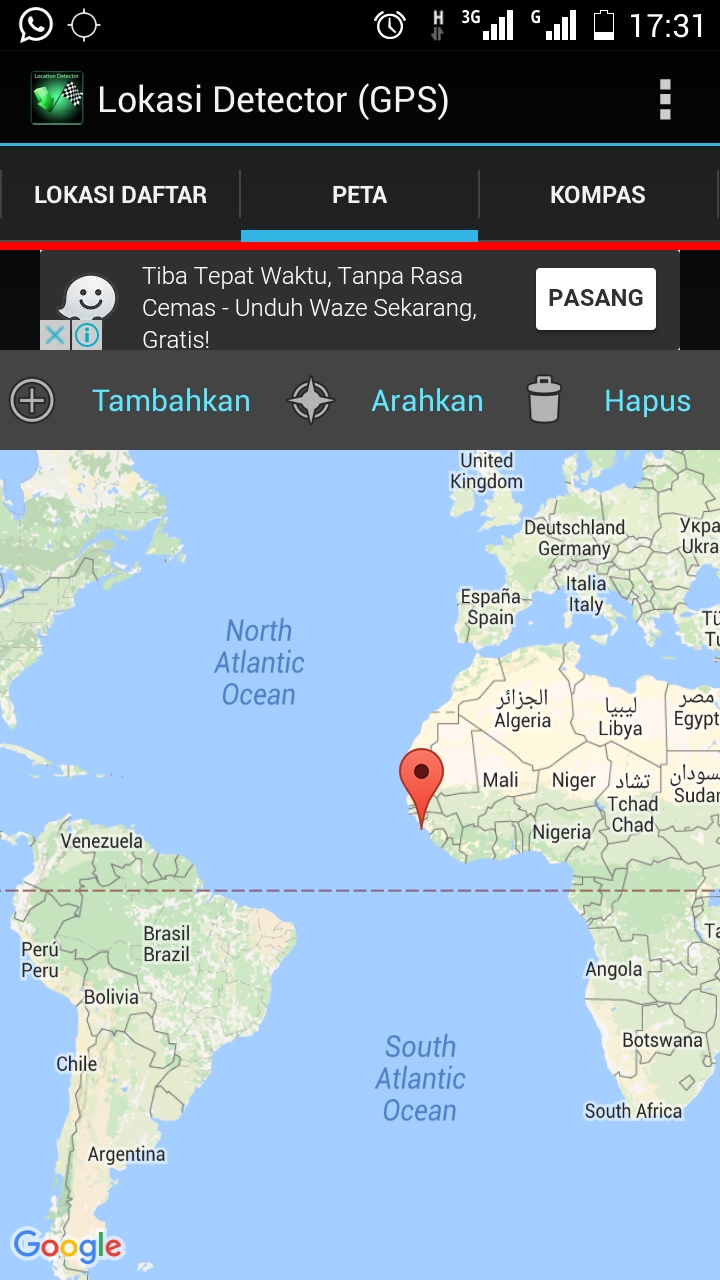 H 3G G 17:31
Location Detector
Lokasi Detector (GPS)
LOKASI DAFTAR PETA KOMPAS
Tiba Tepat Waktu, Tanpa Rasa
Cemas - Unduh Waze Sekarang,
Gratis!
PASANG
Tambahkan Arahkan Hapus
United
Kingdom
Deutschland
Germany
Укра
Ukra
Italia
Italy
España
Spain
Tü
Tu
North
Atlantic
Ocean
الجزائر
Algeria
ليبيا
Libya
مصر
Egypt
Mali
Niger
تشاد
Tchad
Chad
سودان
Sudan
Nigeria
Venezuela
Brasil
Brazil
Perú
Peru
Ta
Angola
Bolivia
Botswana
Chile
South
Atlantic
Ocean
South Africa
Argentina
Google